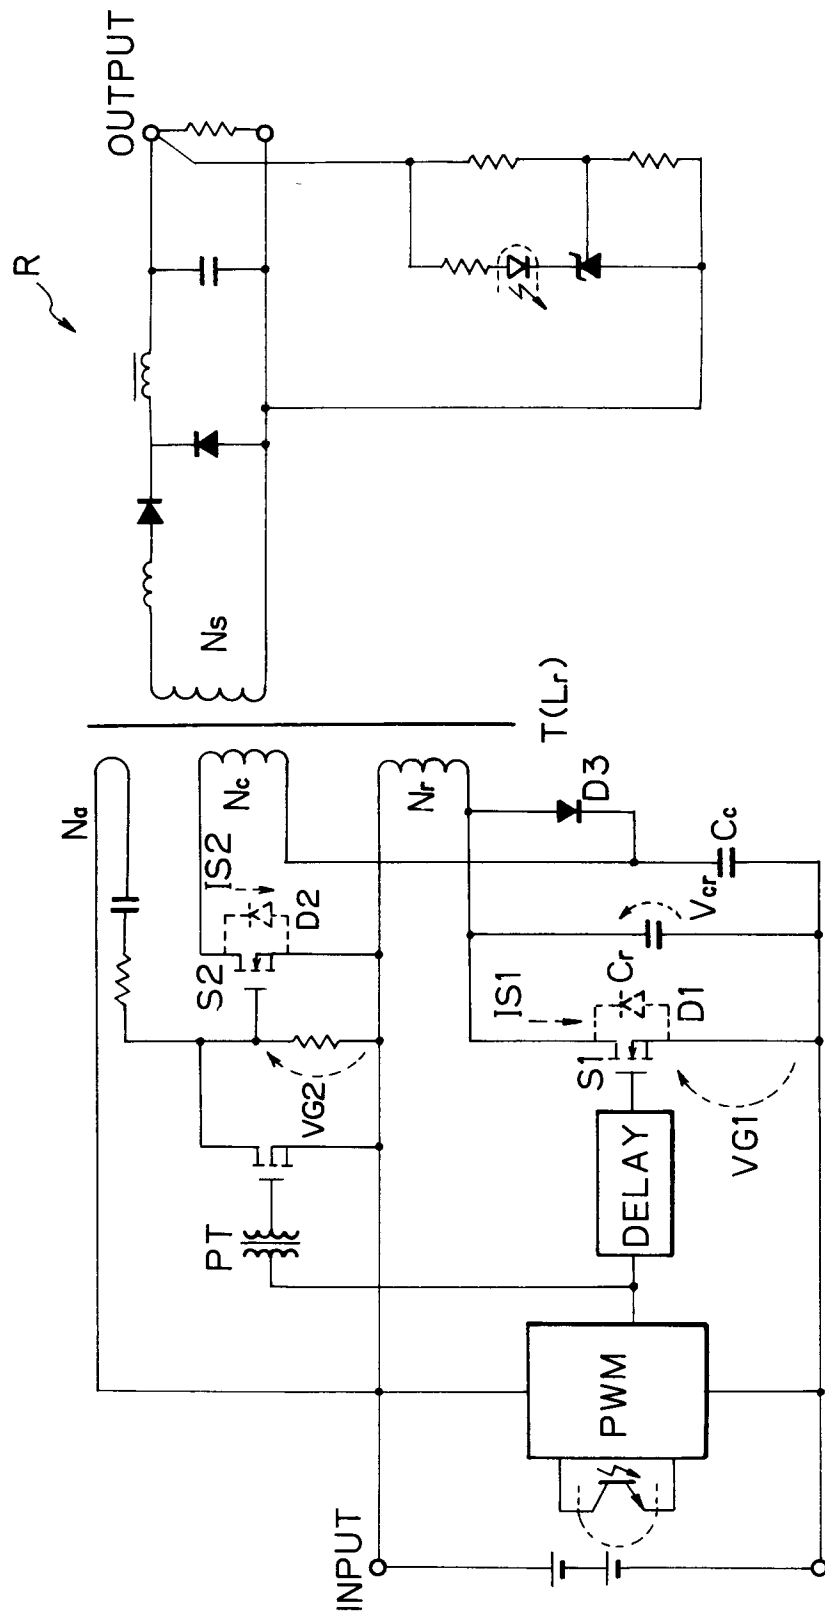 R
OUTPUT
Ns
T(Lr)
Na
Nc
Nr
D3
Cc
Vcr
Cr
IS2
D2
S2
IS1
D1
S1
VG2
VG1
PT
DELAY
PWM
INPUT